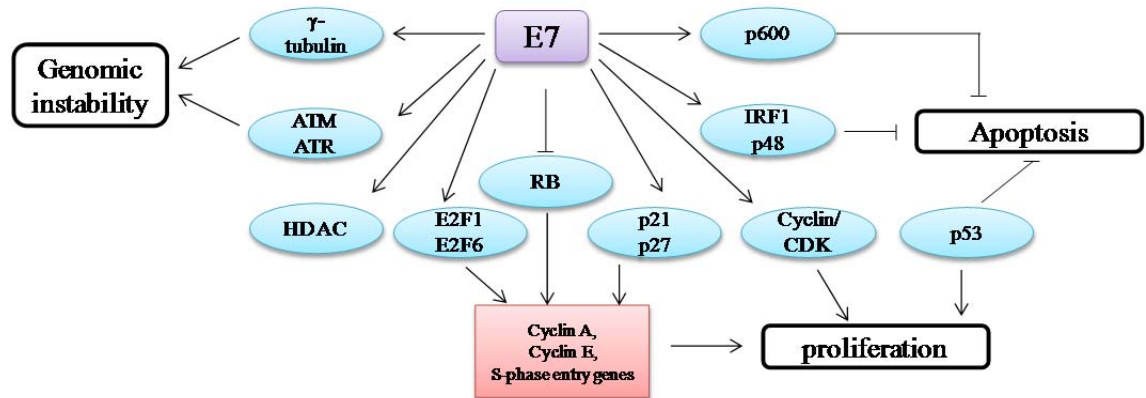 γ-
tubulin
E7
p600
Genomic
instability
ATM
ATR
IRF1
p48
Apoptosis
RB
HDAC
E2F1
E2F6
p21
p27
Cyclin/
CDK
p53
Cyclin A,
Cyclin E,
S-phase entry genes
proliferation